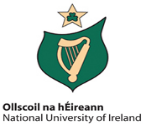 Ollscoil na hÉireann
National University of Ireland